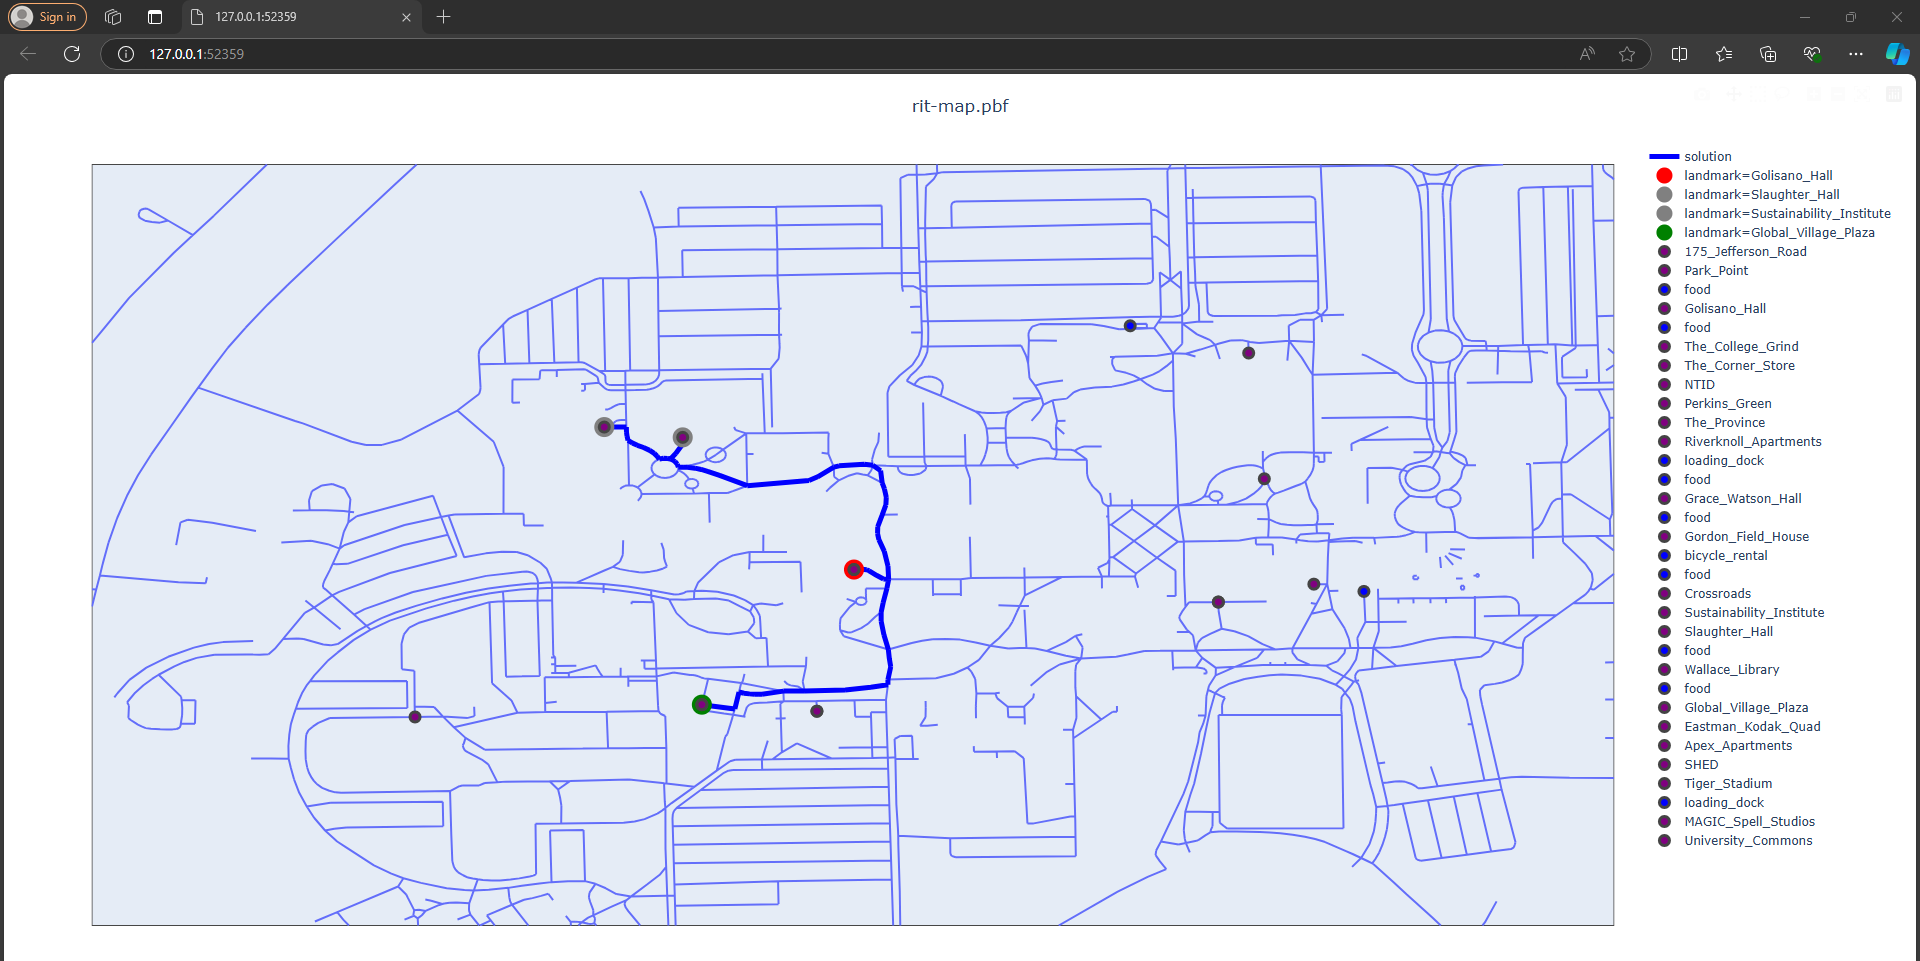 Sign in
127.0.0.1:52359
127.0.0.1:52359
rit-map.pbf
solution
landmark=Golisano_Hall
landmark=Slaughter_Hall
landmark=Sustainability_Institute
landmark=Global_Village_Plaza
175_Jefferson_Road
Park_Point
food
Golisano_Hall
food
The_College_Grind
The_Corner_Store
NTID
Perkins_Green
The_Province
Riverknoll_Apartments
loading_dock
food
Grace_Watson_Hall
food
Gordon_Field_House
bicycle_rental
food
Crossroads
Sustainability_Institute
Slaughter_Hall
food
Wallace_Library
food
Global_Village_Plaza
Eastman_Kodak_Quad
Apex_Apartments
SHED
Tiger_Stadium
loading_dock
MAGIC_Spell_Studios
University_Commons